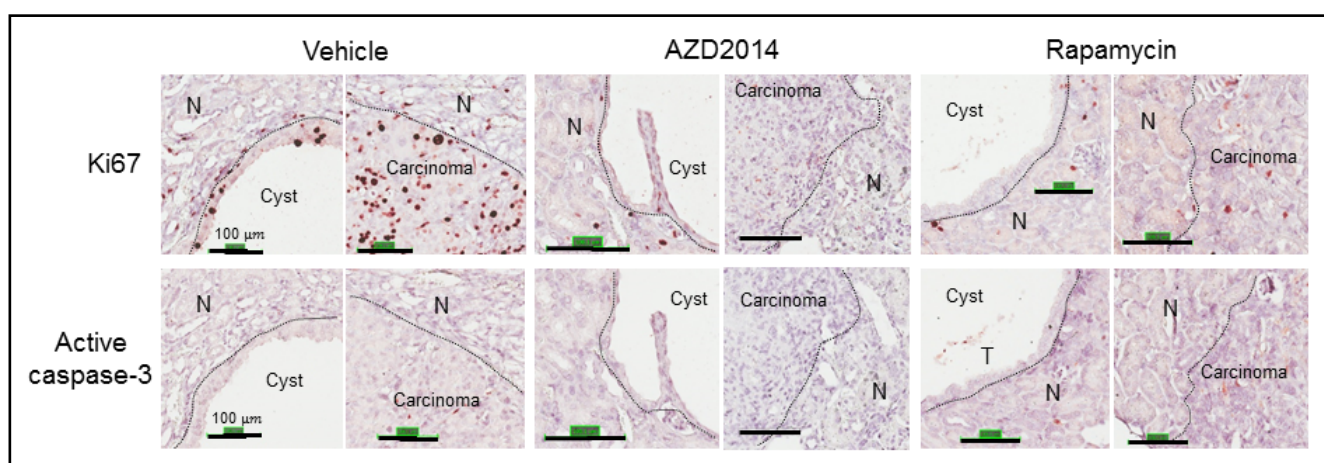 Vehicle AZD2014 Rapamycin
Ki67
N N Carcinoma N Cyst N Carcinoma
Carcinoma Cyst Cyst N N Carcinoma
100 μm
Active
caspase-3
N N Cyst Carcinoma Cyst N
Cyst Carcinoma N T N Carcinoma
100 μm